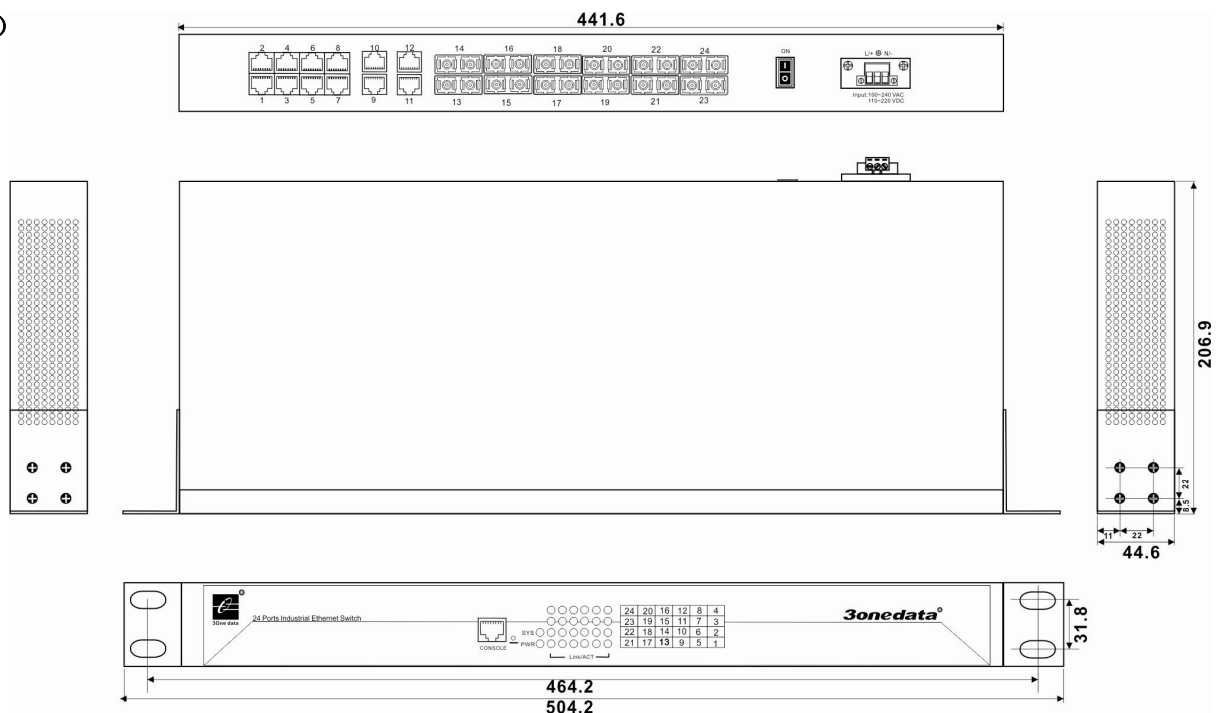 441.6
2 4 6 8 10 12 14 16 18 20 22 24
1 3 5 7 9 11 13 15 17 19 21 23
ON
L/+ N/-
Input:100~240 VAC
110~220 VDC
206.9
22
8.5
11 22
44.6
3One data
24 Ports Industrial Ethernet Switch
CONSOLE
SYS
PWR
Link/ACT
24 20 16 12 8 4
23 19 15 11 7 3
22 18 14 10 6 2
21 17 13 9 5 1
3onedata®
31.8
464.2
504.2